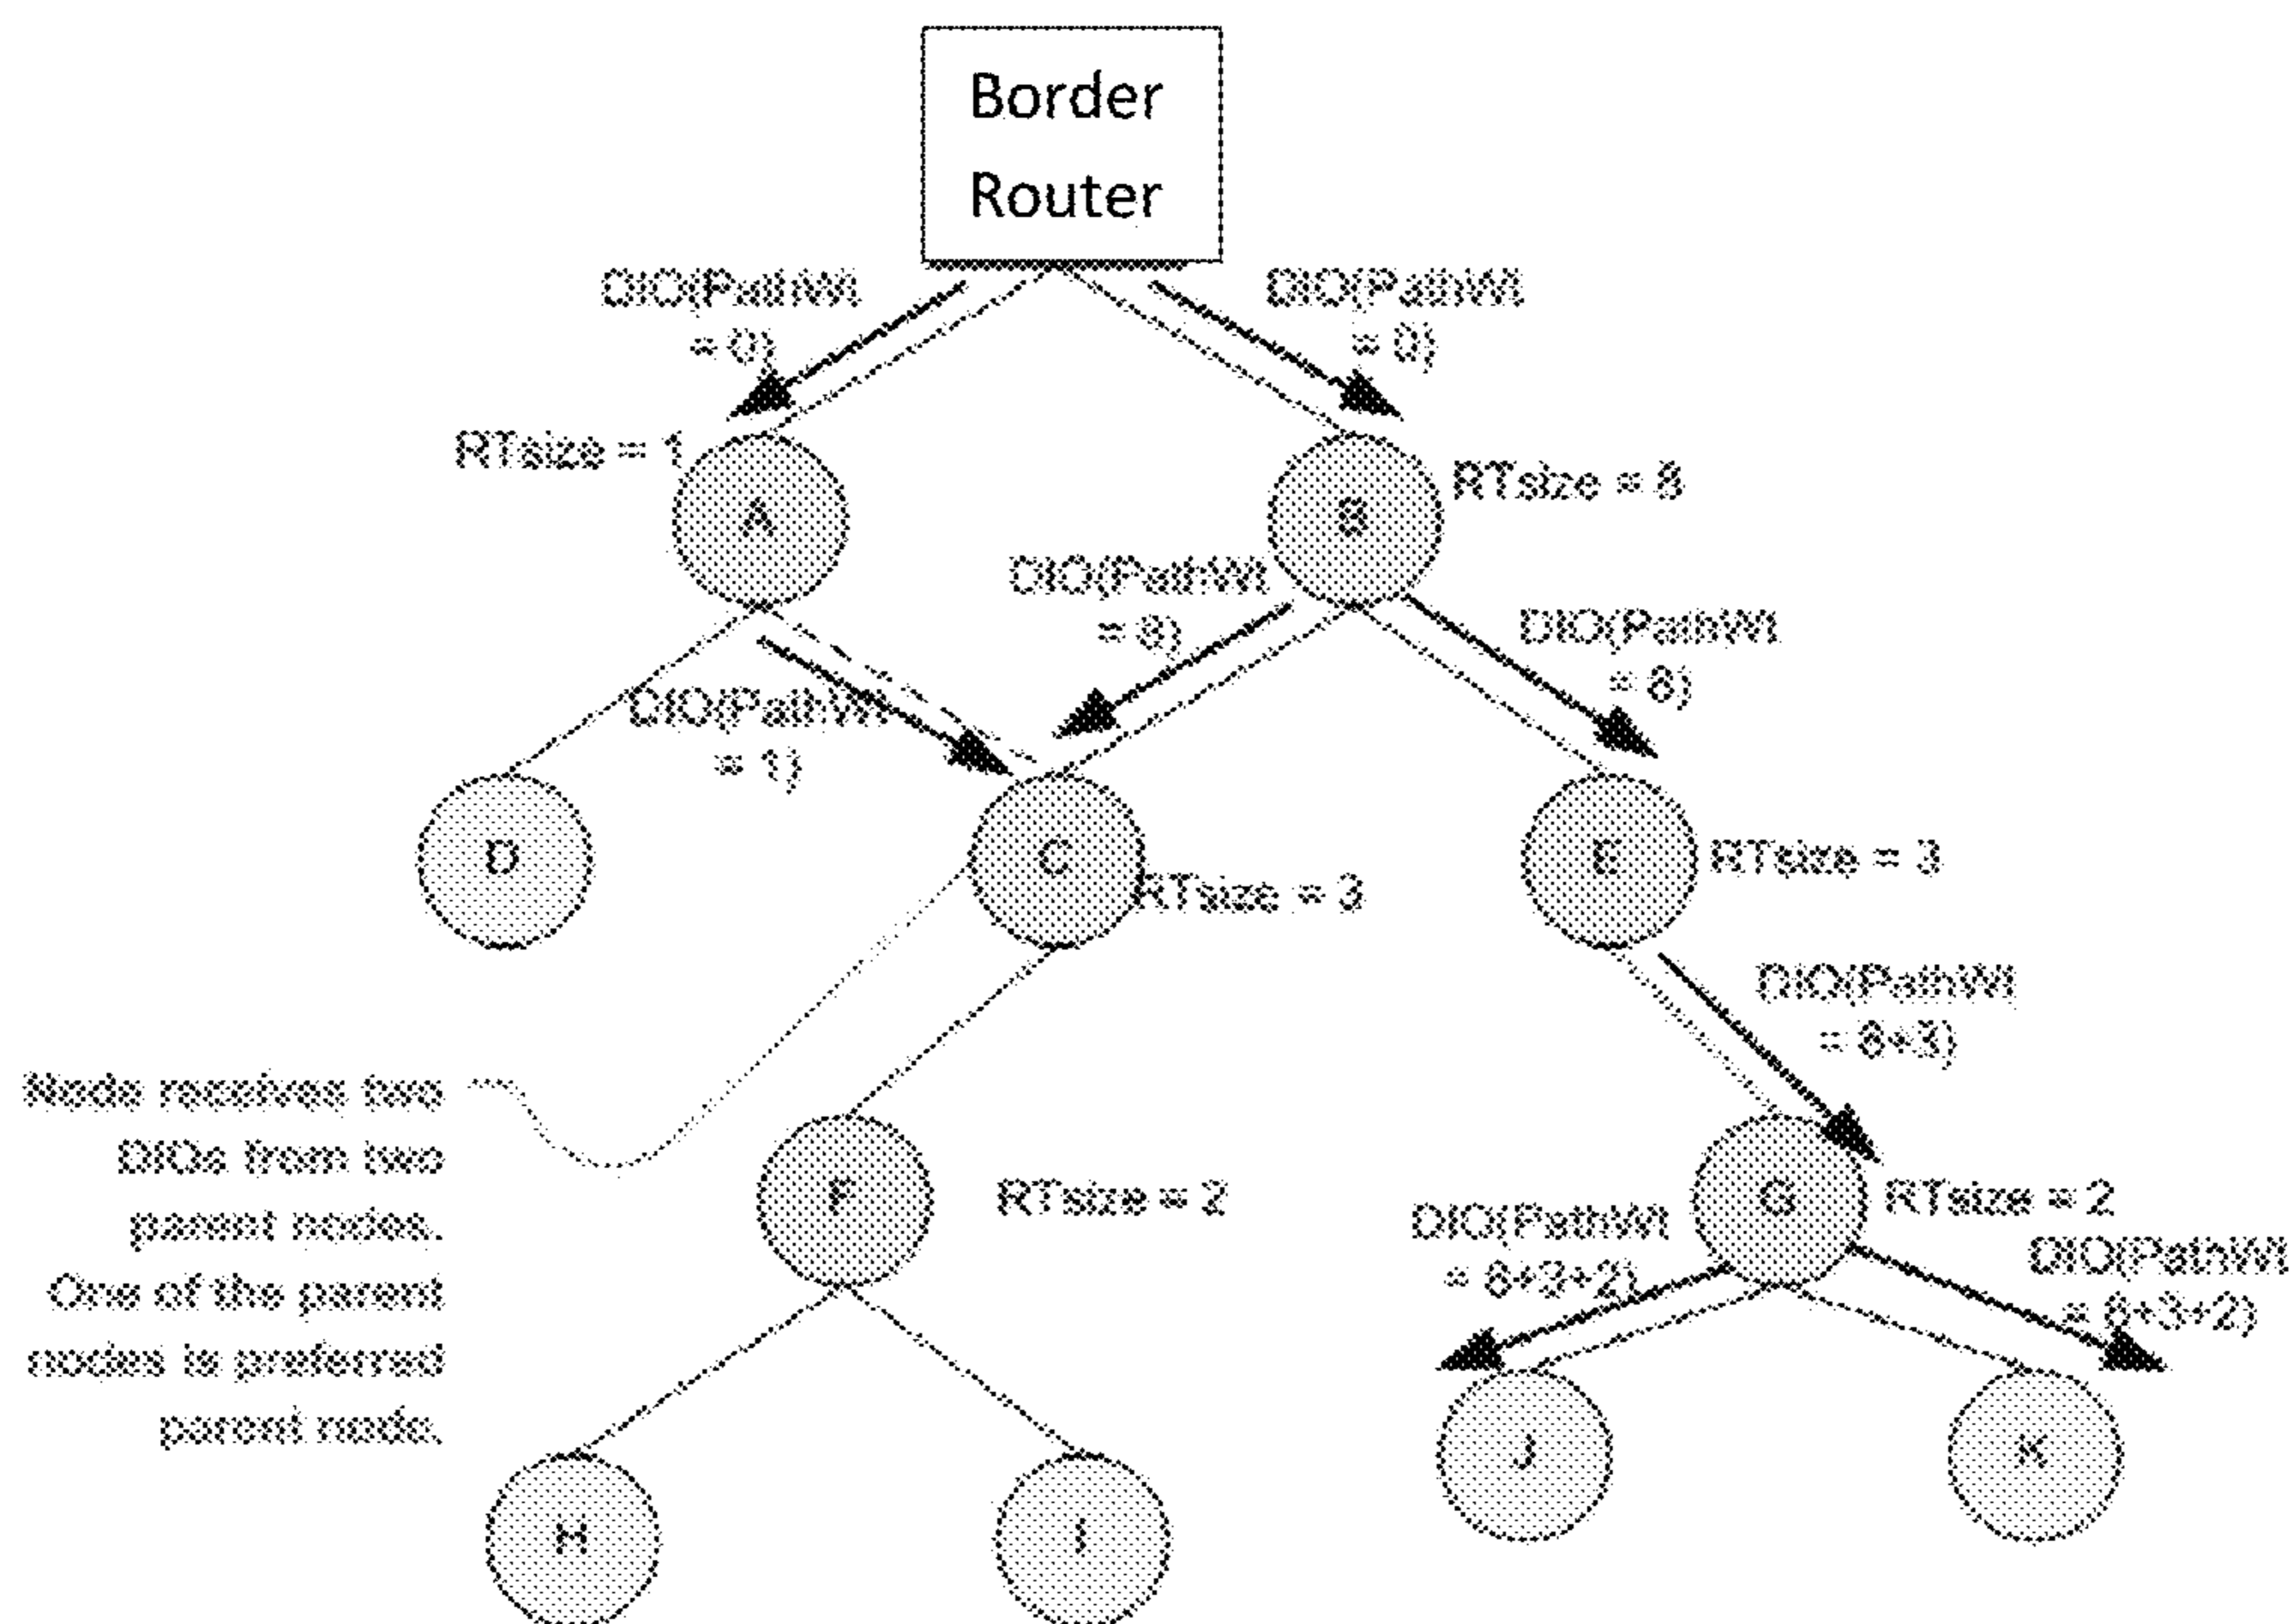 Border
Router
DIO(PathWt
= 0)
DIO(PathWt
= 0)
RTsize = 1
A
B
RTsize = 8
DIO(PathWt
= 8)
DIO(PathWt
= 8)
DIO(PathWt
= 1)
D
C
RTsize = 3
E
RTsize = 3
DIO(PathWt
= 8+3)
Node receives two
DIOs from two
parent nodes.
One of the parent
nodes is preferred
parent node.
F
RTsize = 2
G
RTsize = 2
DIO(PathWt
= 8+3+2)
DIO(PathWt
= 8+3+2)
H
I
J
K